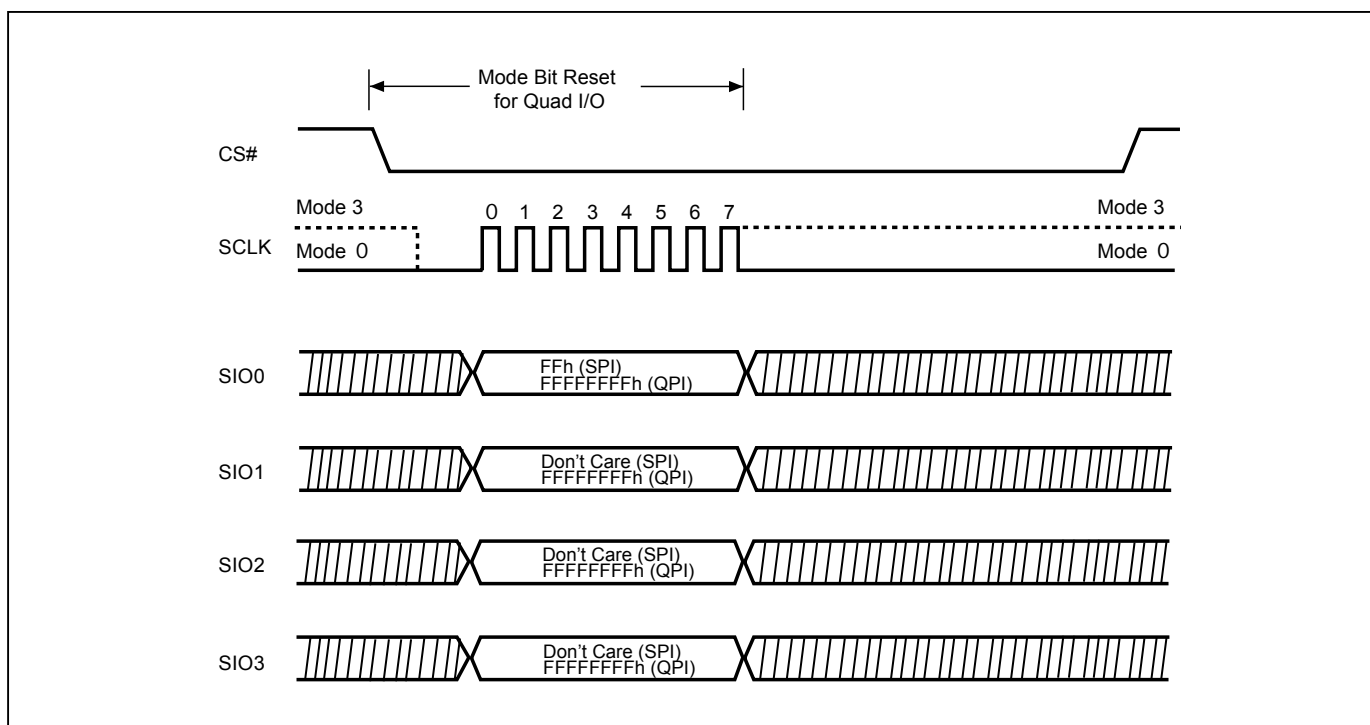 Mode Bit Reset
for Quad I/O
CS#
Mode 3
Mode 3
0 1 2 3 4 5 6 7
SCLK
Mode 0
Mode 0
SIO0
FFh (SPI)
FFFFFFFFh (QPI)
SIO1
Don't Care (SPI)
FFFFFFFFh (QPI)
SIO2
Don't Care (SPI)
FFFFFFFFh (QPI)
SIO3
Don't Care (SPI)
FFFFFFFFh (QPI)